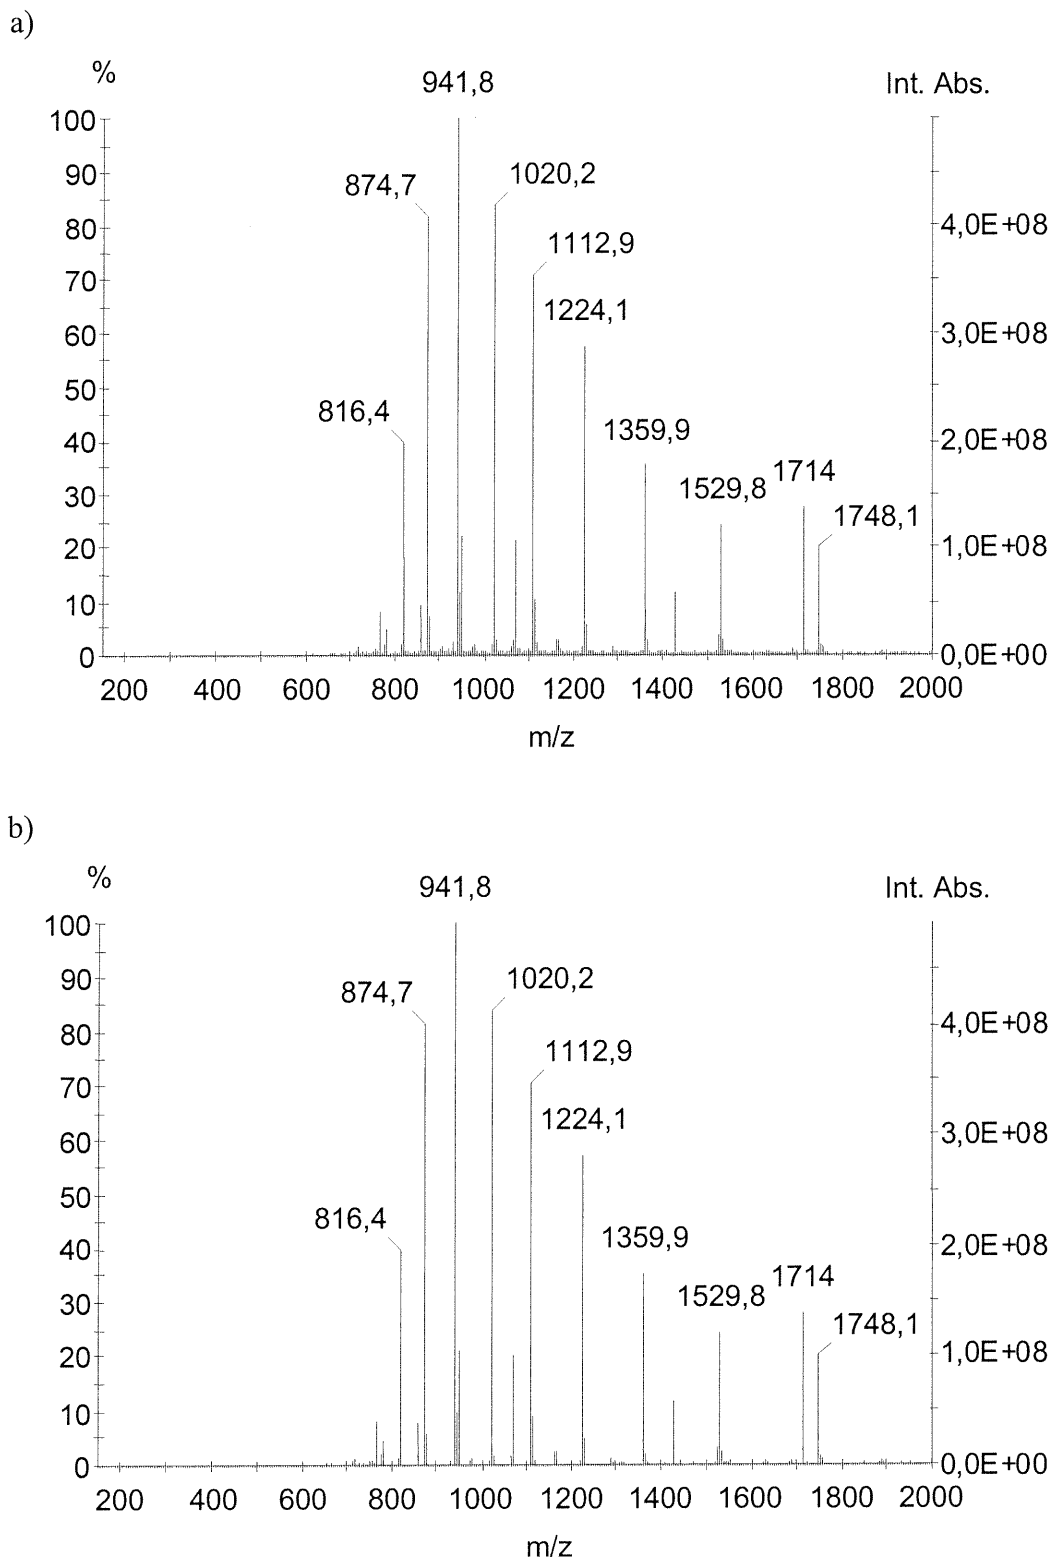 a)
% 941,8 Int. Abs.
100
1020,2
874,7
90
4,0E+08
80
1112,9
70
1224,1
3,0E+08
60
50
816,4
1359,9
40
2,0E+08
1714
1529,8
30
1748,1
20
1,0E+08
10
0
0,0E+00
200 400 600 800 1000 1200 1400 1600 1800 2000
m/z
b)
% 941,8 Int. Abs.
100
1020,2
874,7
90
4,0E+08
80
1112,9
70
1224,1
3,0E+08
60
50
816,4
1359,9
40
2,0E+08
1714
1529,8
30
1748,1
20
1,0E+08
10
0
0,0E+00
200 400 600 800 1000 1200 1400 1600 1800 2000
m/z